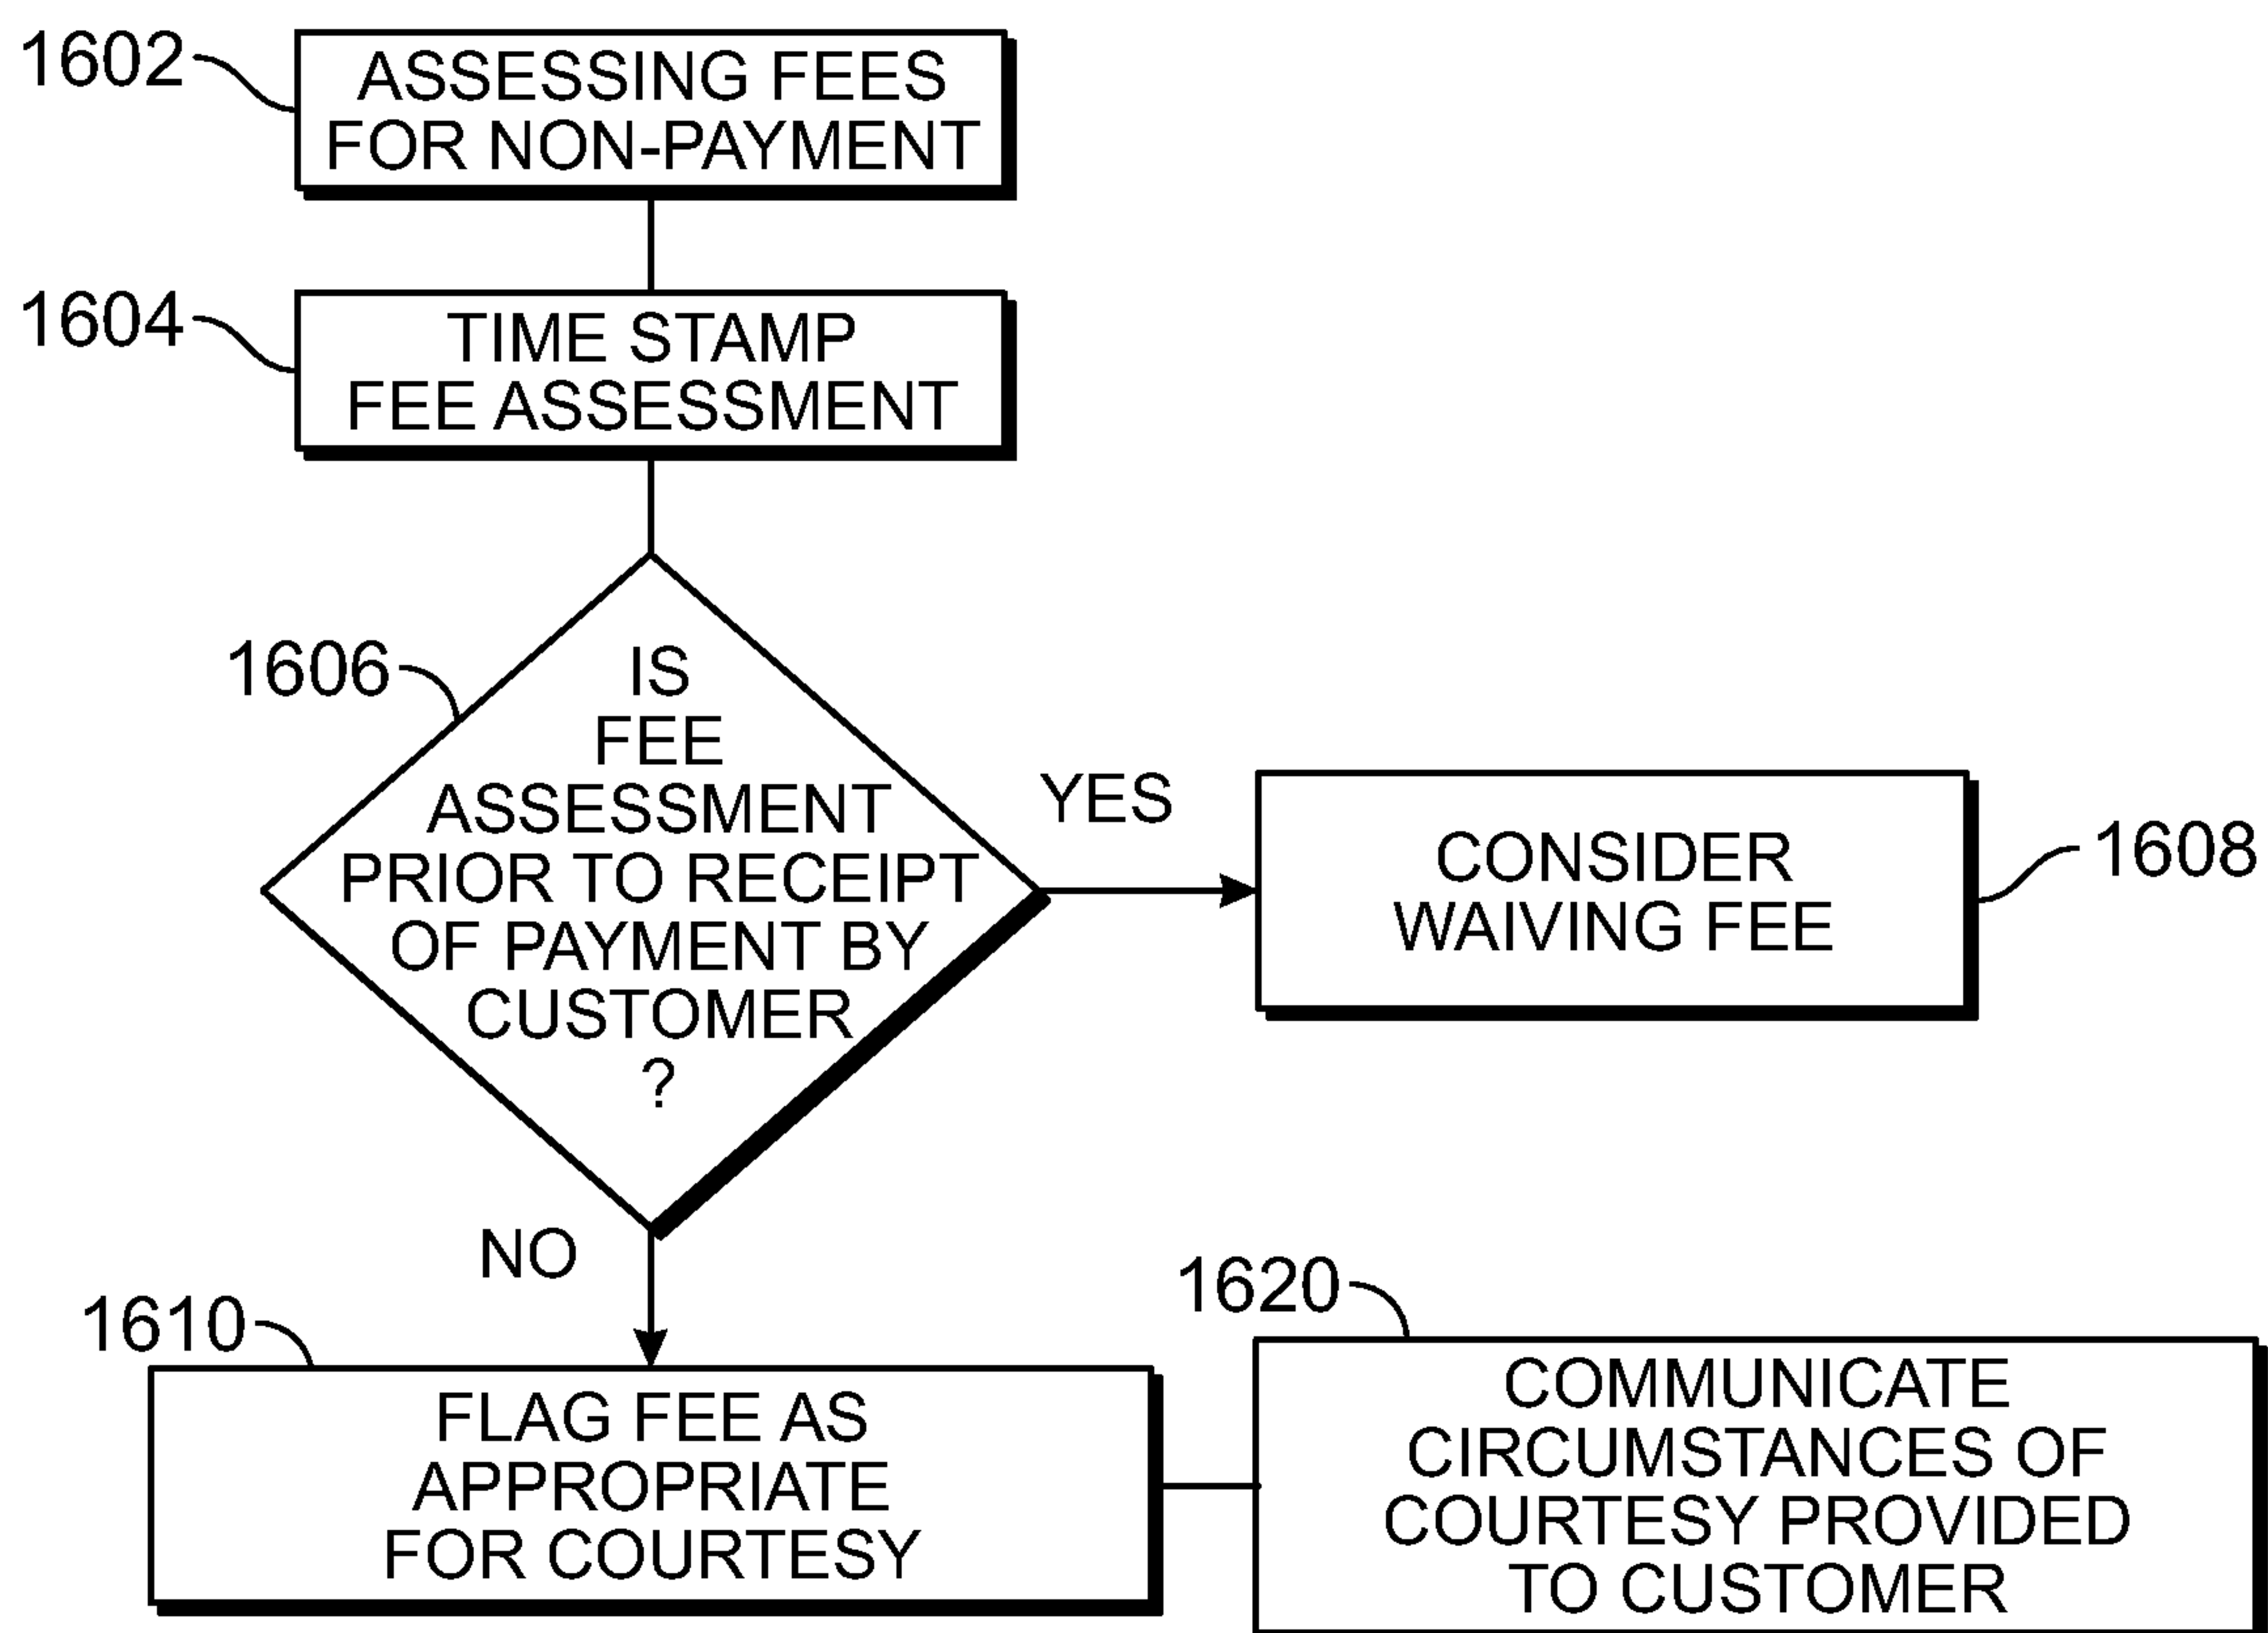 1602
ASSESSING FEES
FOR NON-PAYMENT
1604
TIME STAMP
FEE ASSESSMENT
1606
IS
FEE
ASSESSMENT
PRIOR TO RECEIPT
OF PAYMENT BY
CUSTOMER
?
YES
CONSIDER
WAIVING FEE
1608
NO
1610
FLAG FEE AS
APPROPRIATE
FOR COURTESY
1620
COMMUNICATE
CIRCUMSTANCES OF
COURTESY PROVIDED
TO CUSTOMER